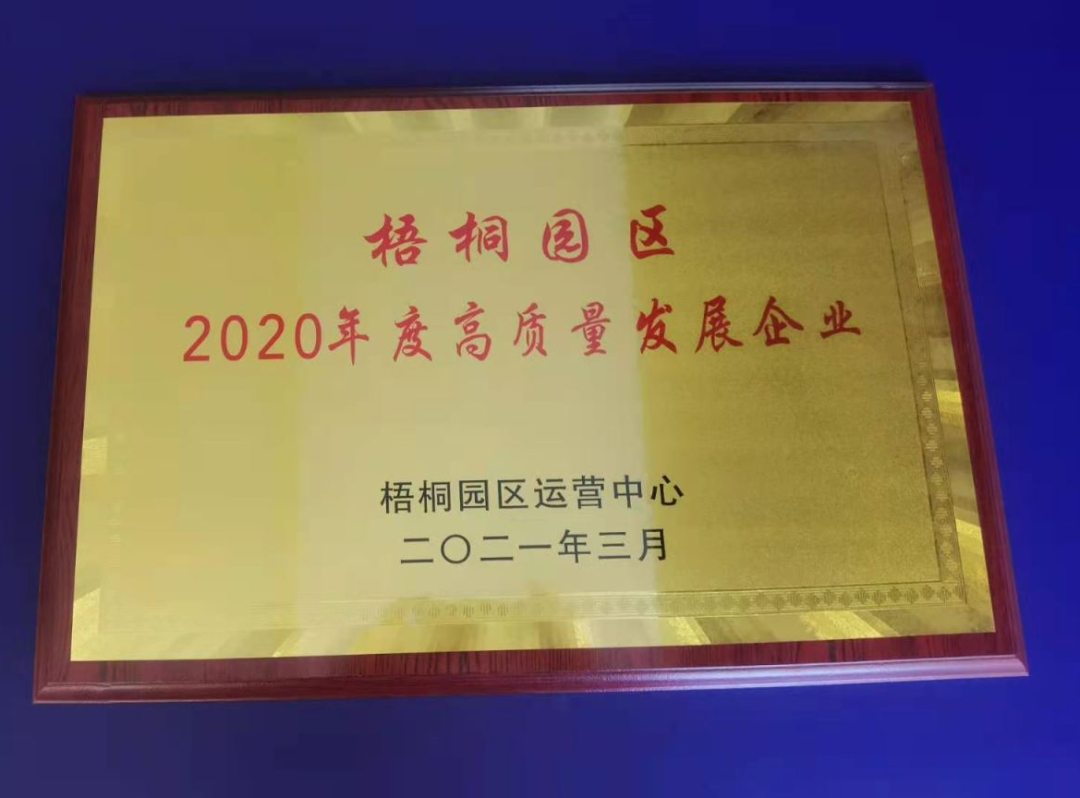 梧桐园区
2020年度高质量发展企业
梧桐园区运营中心
二〇二一年三月